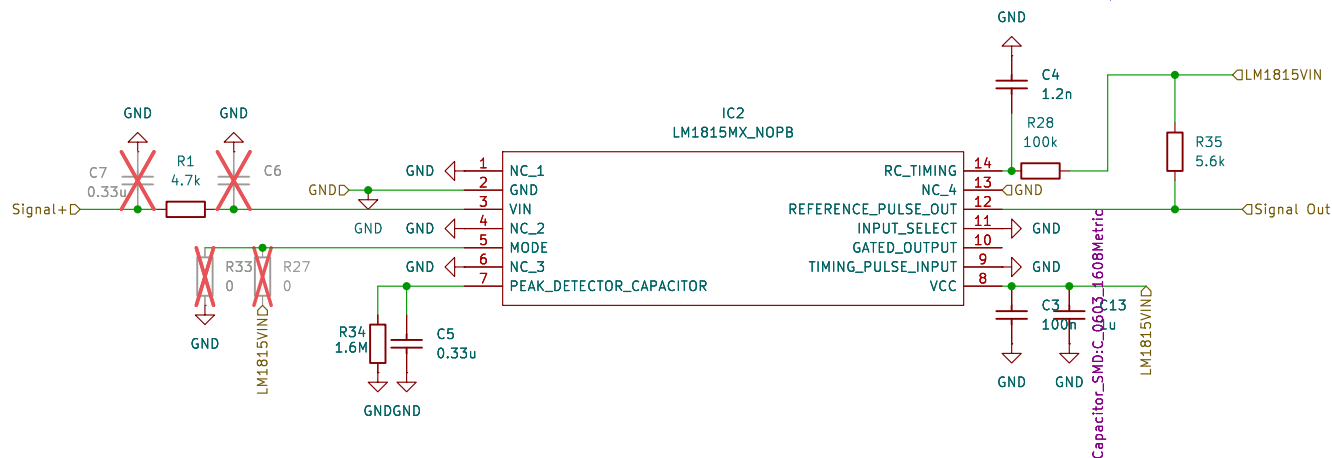 GND
C4
1.2n
LM1815VIN
IC2
LM1815MX_NOPB
GND
GND
R28
100k
R35
5.6k
C7
0.33u
R1
4.7k
C6
GND
1
NC_1
RC_TIMING
14
GND
2
GND
NC_4
13
GND
Signal+
3
VIN
REFERENCE_PULSE_OUT
12
Signal Out
GND
GND
4
NC_2
INPUT_SELECT
11
GND
5
MODE
GATED_OUTPUT
10
R33
0
R27
0
GND
6
NC_3
TIMING_PULSE_INPUT
9
GND
7
PEAK_DETECTOR_CAPACITOR
VCC
8
GND
LM1815VIN
R34
1.6M
C5
0.33u
C3
100n
C13
1u
LM1815VIN
Capacitor_SMD:C_0603_1608Metric
GND
GND
GND
GND